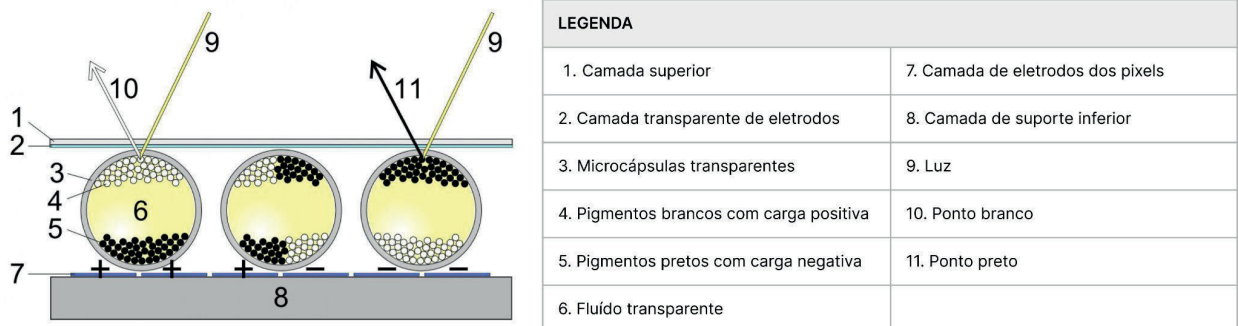 9
9
10
11
1
2
3
4
6
5
7
+ + + - - -
8
LEGENDA
1. Camada superior
7. Camada de eletrodos dos pixels
2. Camada transparente de eletrodos
8. Camada de suporte inferior
3. Microcápsulas transparentes
9. Luz
4. Pigmentos brancos com carga positiva
10. Ponto branco
5. Pigmentos pretos com carga negativa
11. Ponto preto
6. Fluído transparente